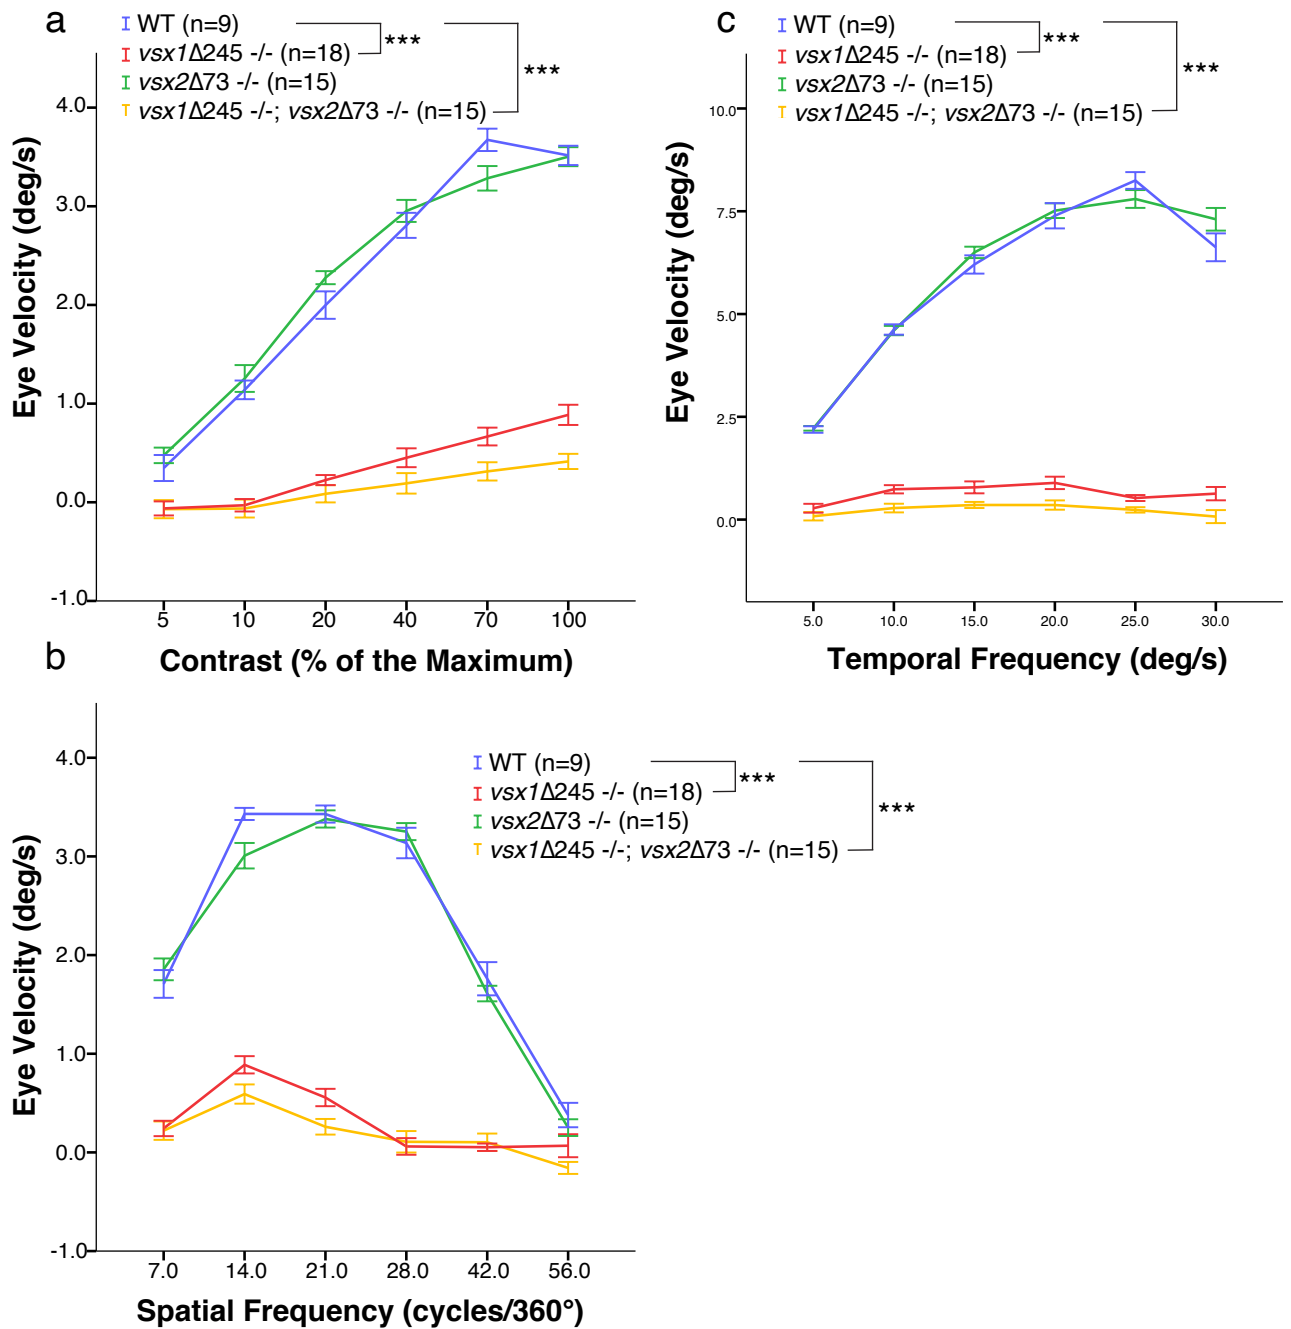 a
WT (n=9)
vsx1Δ245 -/- (n=18)
***
vsx2Δ73 -/- (n=15)
***
vsx1Δ245 -/-; vsx2Δ73 -/- (n=15)
4.0
3.0
2.0
1.0
0.0
-1.0
Eye Velocity (deg/s)
5 10 20 40 70 100
Contrast (% of the Maximum)
c
WT (n=9)
vsx1Δ245 -/- (n=18)
***
vsx2Δ73 -/- (n=15)
***
vsx1Δ245 -/-; vsx2Δ73 -/- (n=15)
10.0
7.5
5.0
2.5
0.0
Eye Velocity (deg/s)
5.0 10.0 15.0 20.0 25.0 30.0
Temporal Frequency (deg/s)
b
WT (n=9)
vsx1Δ245 -/- (n=18)
***
vsx2Δ73 -/- (n=15)
***
vsx1Δ245 -/-; vsx2Δ73 -/- (n=15)
4.0
3.0
2.0
1.0
0.0
-1.0
Eye Velocity (deg/s)
7.0 14.0 21.0 28.0 42.0 56.0
Spatial Frequency (cycles/360°)